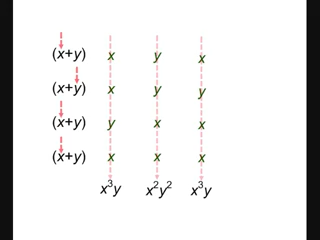 (x+y) x y x
(x+y) x y y
(x+y) y x x
(x+y) x x x
x³y x²y² x³y